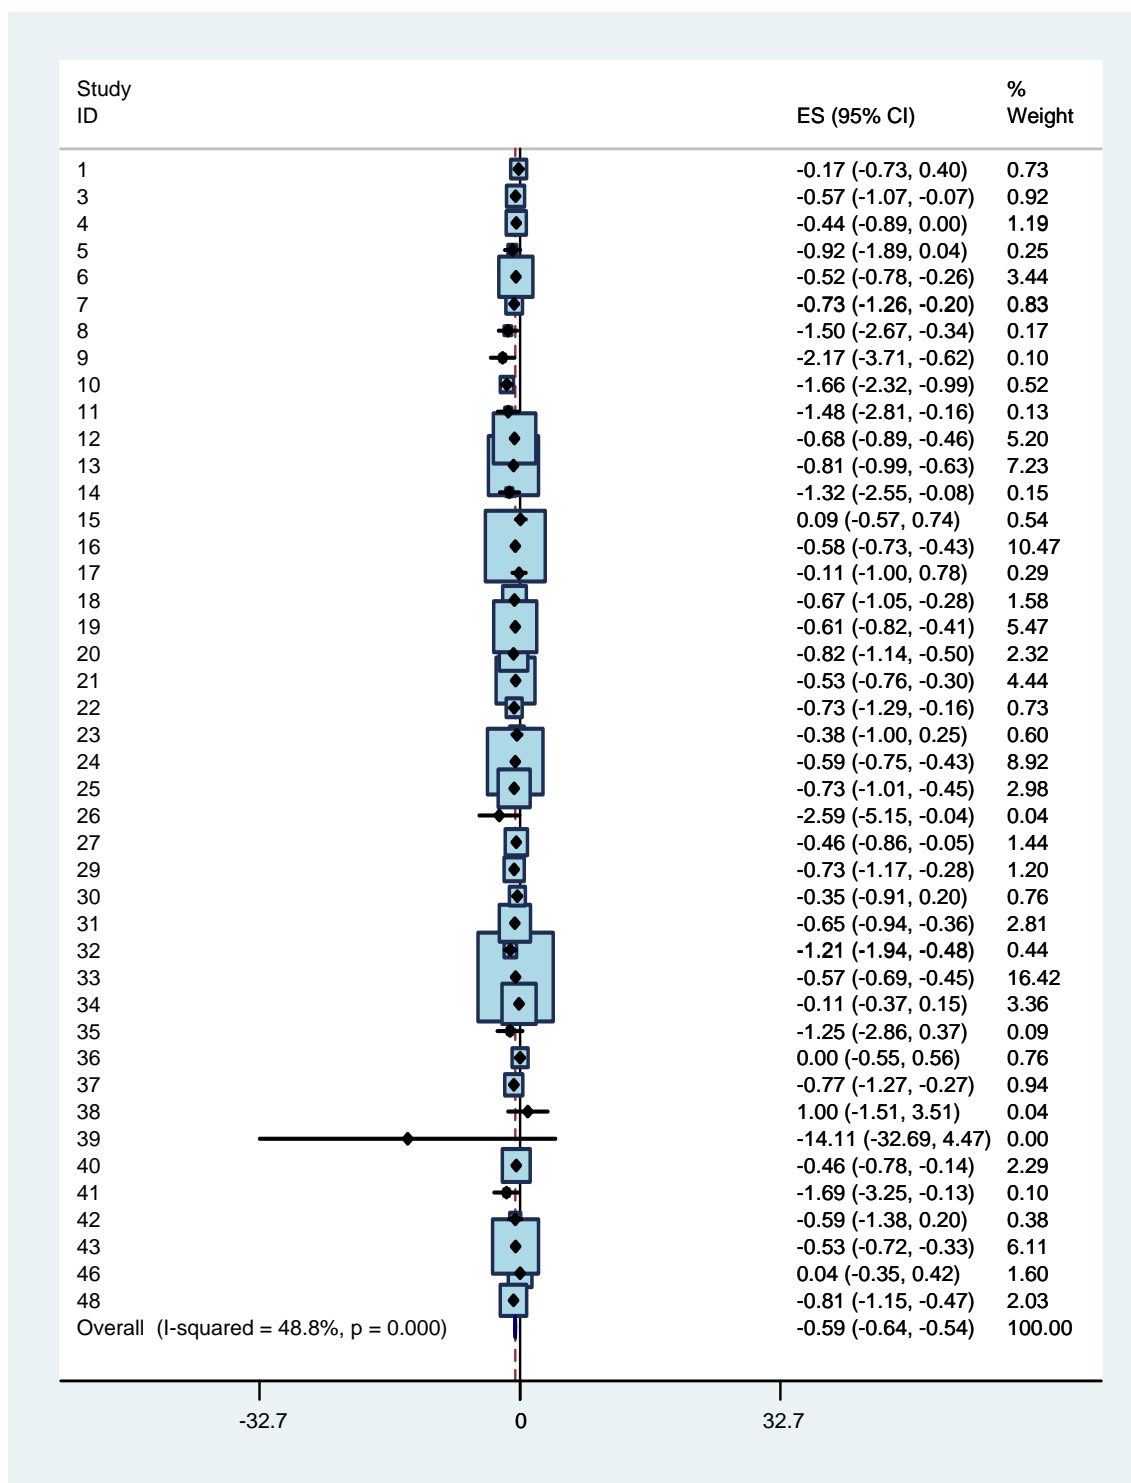 Study %
ID ES (95% CI) Weight
1 -0.17 (-0.73, 0.40) 0.73
3 -0.57 (-1.07, -0.07) 0.92
4 -0.44 (-0.89, 0.00) 1.19
5 -0.92 (-1.89, 0.04) 0.25
6 -0.52 (-0.78, -0.26) 3.44
7 -0.73 (-1.26, -0.20) 0.83
8 -1.50 (-2.67, -0.34) 0.17
9 -2.17 (-3.71, -0.62) 0.10
10 -1.66 (-2.32, -0.99) 0.52
11 -1.48 (-2.81, -0.16) 0.13
12 -0.68 (-0.89, -0.46) 5.20
13 -0.81 (-0.99, -0.63) 7.23
14 -1.32 (-2.55, -0.08) 0.15
15 0.09 (-0.57, 0.74) 0.54
16 -0.58 (-0.73, -0.43) 10.47
17 -0.11 (-1.00, 0.78) 0.29
18 -0.67 (-1.05, -0.28) 1.58
19 -0.61 (-0.82, -0.41) 5.47
20 -0.82 (-1.14, -0.50) 2.32
21 -0.53 (-0.76, -0.30) 4.44
22 -0.73 (-1.29, -0.16) 0.73
23 -0.38 (-1.00, 0.25) 0.60
24 -0.59 (-0.75, -0.43) 8.92
25 -0.73 (-1.01, -0.45) 2.98
26 -2.59 (-5.15, -0.04) 0.04
27 -0.46 (-0.86, -0.05) 1.44
29 -0.73 (-1.17, -0.28) 1.20
30 -0.35 (-0.91, 0.20) 0.76
31 -0.65 (-0.94, -0.36) 2.81
32 -1.21 (-1.94, -0.48) 0.44
33 -0.57 (-0.69, -0.45) 16.42
34 -0.11 (-0.37, 0.15) 3.36
35 -1.25 (-2.86, 0.37) 0.09
36 0.00 (-0.55, 0.56) 0.76
37 -0.77 (-1.27, -0.27) 0.94
38 1.00 (-1.51, 3.51) 0.04
39 -14.11 (-32.69, 4.47) 0.00
40 -0.46 (-0.78, -0.14) 2.29
41 -1.69 (-3.25, -0.13) 0.10
42 -0.59 (-1.38, 0.20) 0.38
43 -0.53 (-0.72, -0.33) 6.11
46 0.04 (-0.35, 0.42) 1.60
48 -0.81 (-1.15, -0.47) 2.03
Overall (I-squared = 48.8%, p = 0.000) -0.59 (-0.64, -0.54) 100.00
-32.7 0 32.7